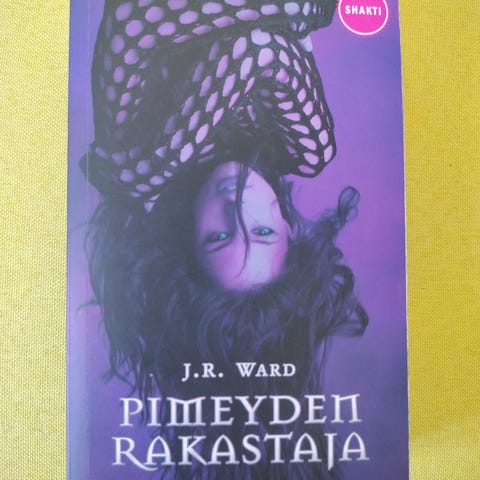 SHAKTI
J.R. WARD
PIMEYDEN
RAKASTAJA